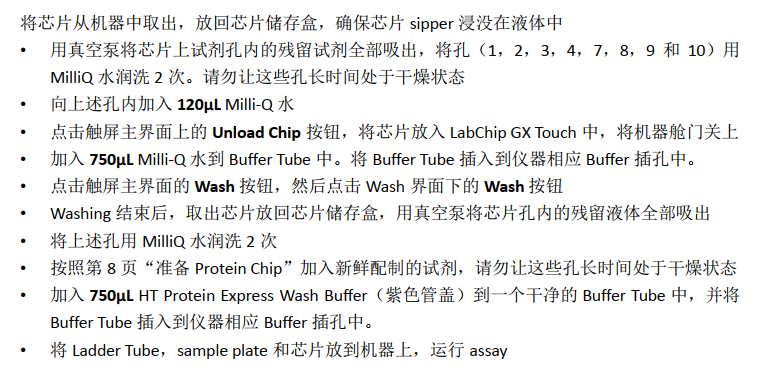 将芯片从机器中取出，放回芯片储存盒，确保芯片 sipper 浸没在液体中
• 用真空泵将芯片上试剂孔内的残留试剂全部吸出，将孔（1，2，3，4，7，8，9 和 10）用
MilliQ 水润洗 2 次。请勿让这些孔长时间处于干燥状态
• 向上述孔内加入 120μL Milli-Q 水
• 点击触屏主界面上的 Unload Chip 按钮，将芯片放入 LabChip GX Touch 中，将机器舱门关上
• 加入 750μL Milli-Q 水到 Buffer Tube 中。将 Buffer Tube 插入到仪器相应 Buffer 插孔中。
• 点击触屏主界面的 Wash 按钮，然后点击 Wash 界面下的 Wash 按钮
• Washing 结束后，取出芯片放回芯片储存盒，用真空泵将芯片孔内的残留液体全部吸出
• 将上述孔用 MilliQ 水润洗 2 次
• 按照第 8 页“准备 Protein Chip”加入新鲜配制的试剂，请勿让这些孔长时间处于干燥状态
• 加入 750μL HT Protein Express Wash Buffer（紫色管盖）到一个干净的 Buffer Tube 中，并将
Buffer Tube 插入到仪器相应 Buffer 插孔中。
• 将 Ladder Tube，sample plate 和芯片放到机器上，运行 assay